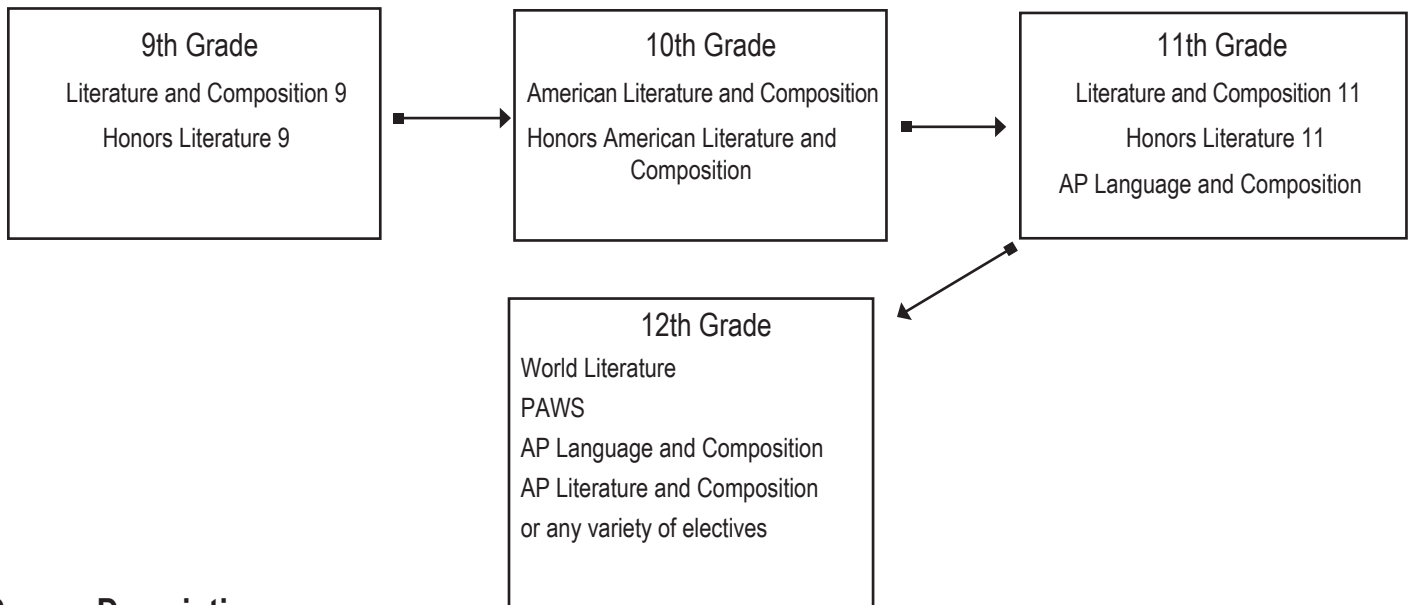 9th Grade
Literature and Composition 9
Honors Literature 9
10th Grade
American Literature and Composition
Honors American Literature and
Composition
11th Grade
Literature and Composition 11
Honors Literature 11
AP Language and Composition
12th Grade
World Literature
PAWS
AP Language and Composition
AP Literature and Composition
or any variety of electives